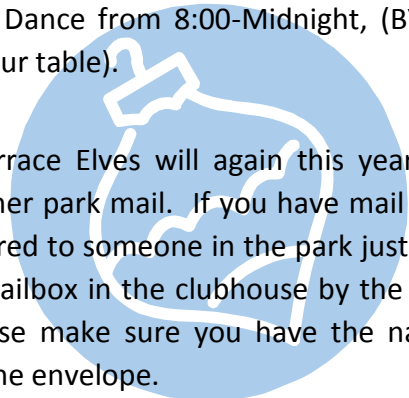 Dance from 8:00-Midnight, (B
ur table).
rrace Elves will again this year
ner park mail. If you have mail
red to someone in the park just
ailbox in the clubhouse by the
se make sure you have the na
he envelope.